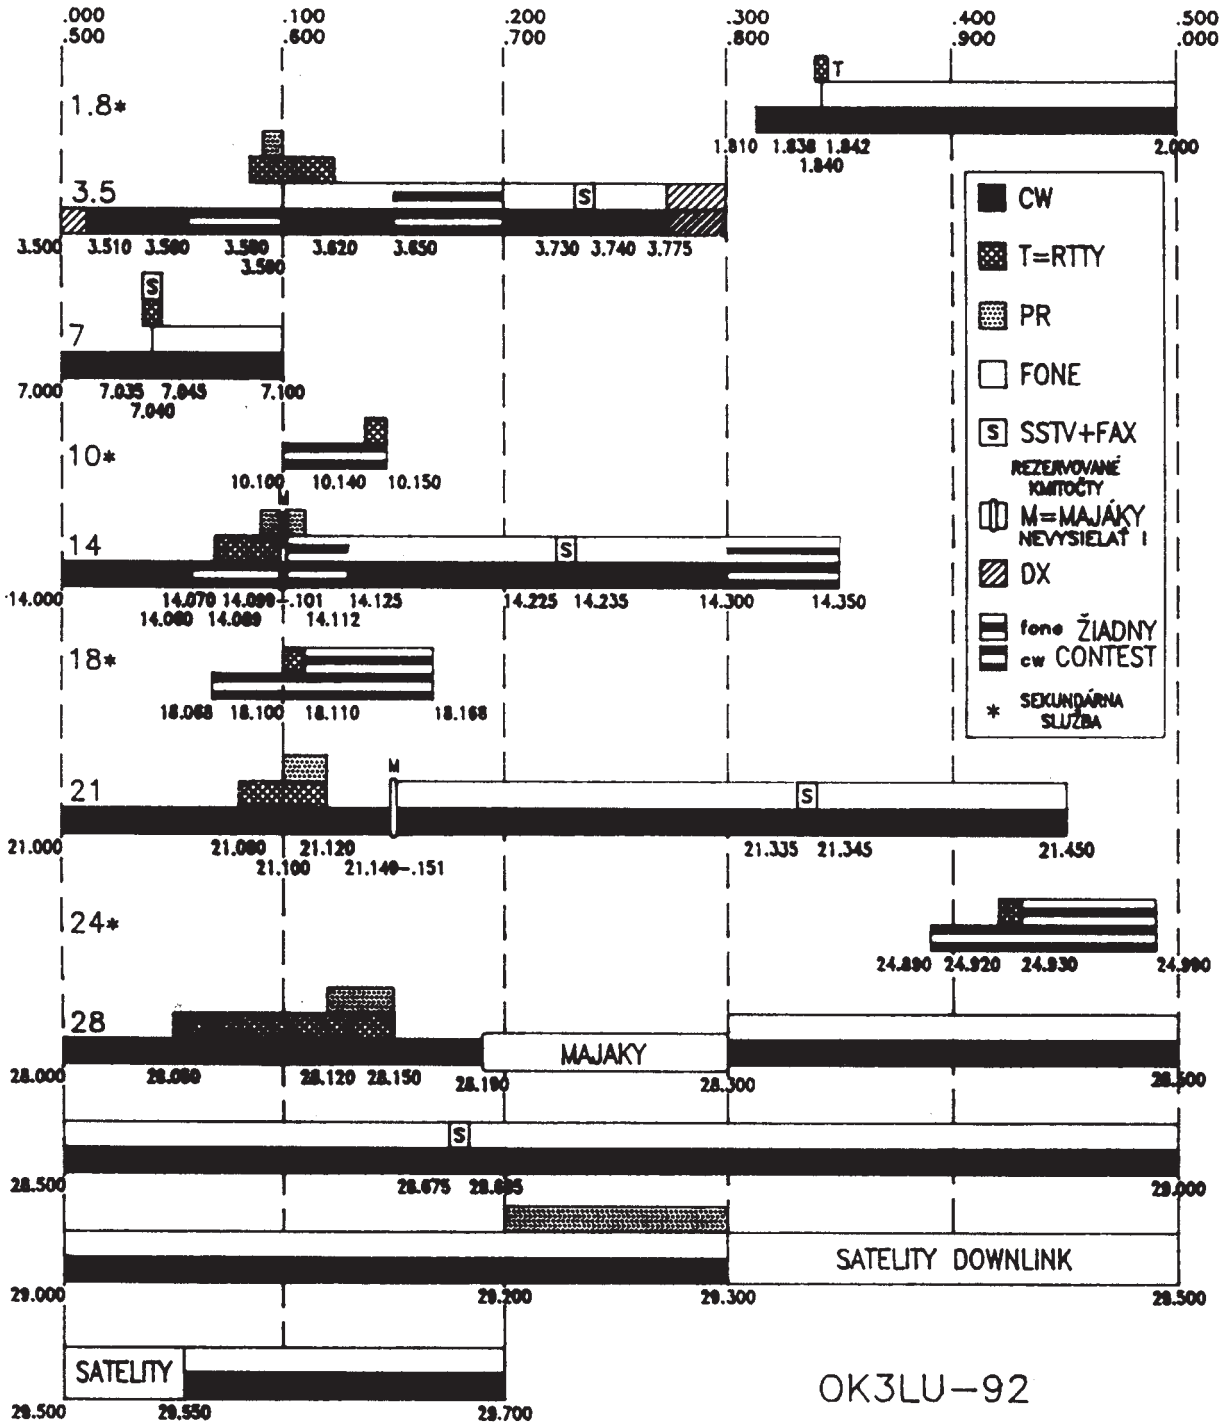 .000 .100 .200 .300 .400 .500
.500 .600 .700 .800 .900 .000
T
1.8*
1.810 1.838 1.842 2.000
1.840
3.5
S
3.500 3.510 3.560 3.580 3.620 3.650 3.730 3.740 3.775
3.590
S
7
7.000 7.035 7.045 7.100
7.040
10*
10.100 10.140 10.150
M
14
S
14.000 14.070 14.099-.101 14.125 14.225 14.235 14.300 14.350
14.060 14.089 14.112
18*
18.068 18.100 18.110 18.168
M
21
S
21.000 21.080 21.120 21.335 21.345 21.450
21.100 21.149-.151
24*
24.890 24.920 24.930 24.990
28
MAJAKY
28.000 28.050 28.120 28.150 28.190 28.300 28.500
S
28.500 28.675 28.685 29.000
SATELITY DOWNLINK
29.000 29.200 29.300 29.500
SATELITY
29.500 29.550 29.700
CW
T=RTTY
PR
FONE
S SSTV+FAX
REZERVOVANÉ
KMITOČTY
M=MAJÁKY
NEVYSIELAŤ !
DX
fone ŽIADNY
cw CONTEST
* SEKUNDÁRNA
SLUŽBA
OK3LU-92